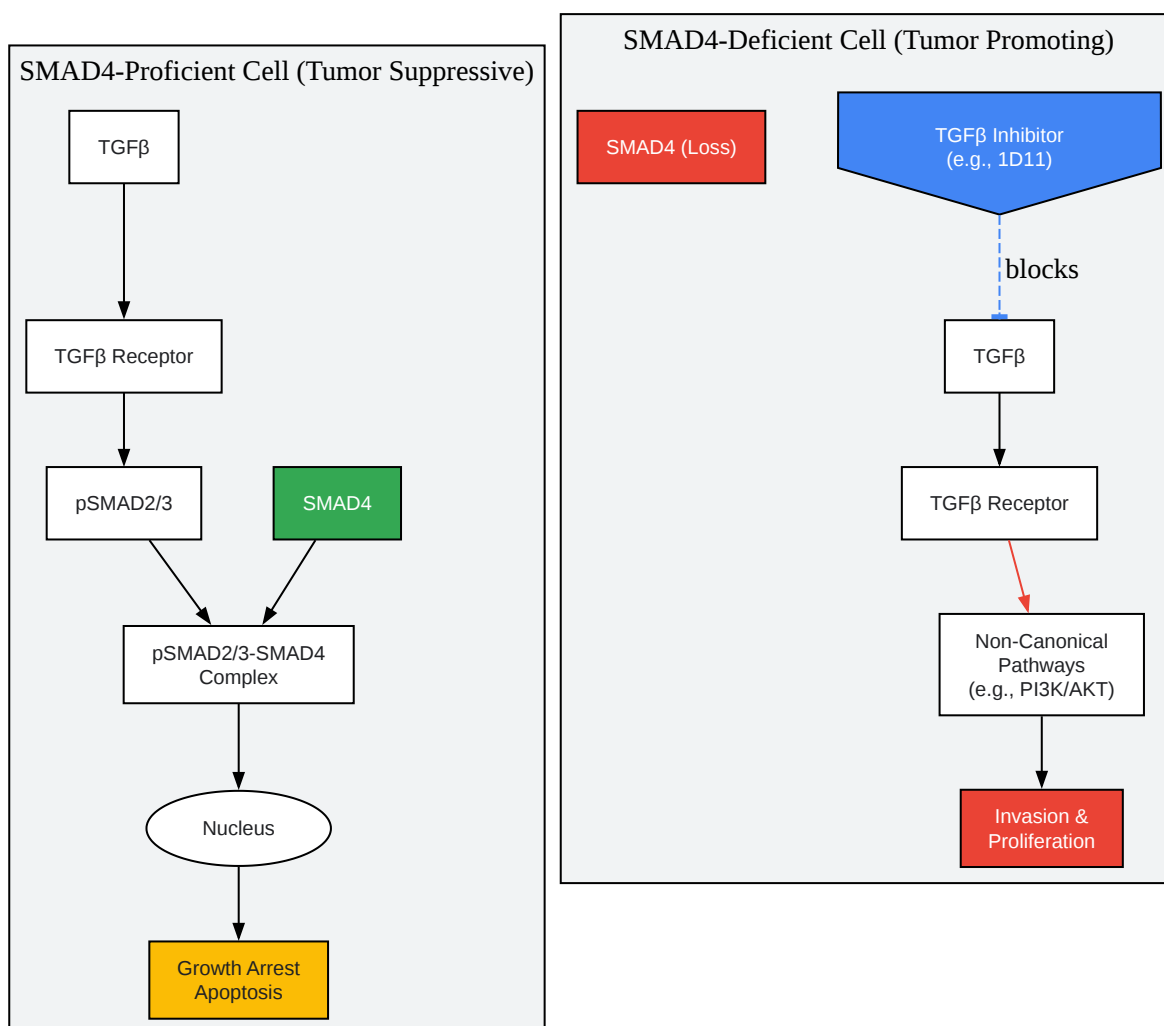 SMAD4-Proficient Cell (Tumor Suppressive)
TGFβ
TGFβ Receptor
pSMAD2/3
SMAD4
pSMAD2/3-SMAD4
Complex
Nucleus
Growth Arrest
Apoptosis
SMAD4-Deficient Cell (Tumor Promoting)
SMAD4 (Loss)
TGFβ Inhibitor
(e.g., 1D11)
blocks
TGFβ
TGFβ Receptor
Non-Canonical
Pathways
(e.g., PI3K/AKT)
Invasion &
Proliferation